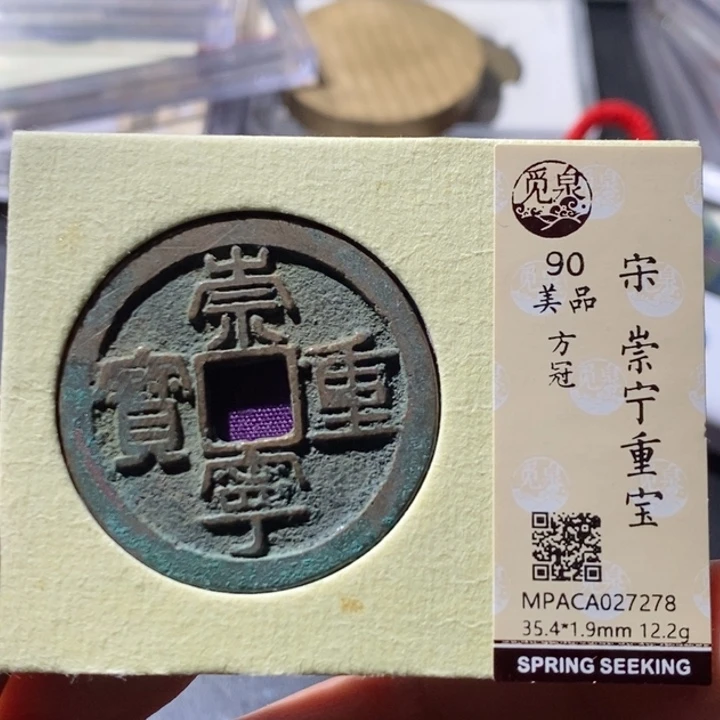 崇
寧
重
寶
觅泉
90
美品
方冠
宋 崇宁重宝
MPACA027278
35.4*1.9mm 12.2g
SPRING SEEKING